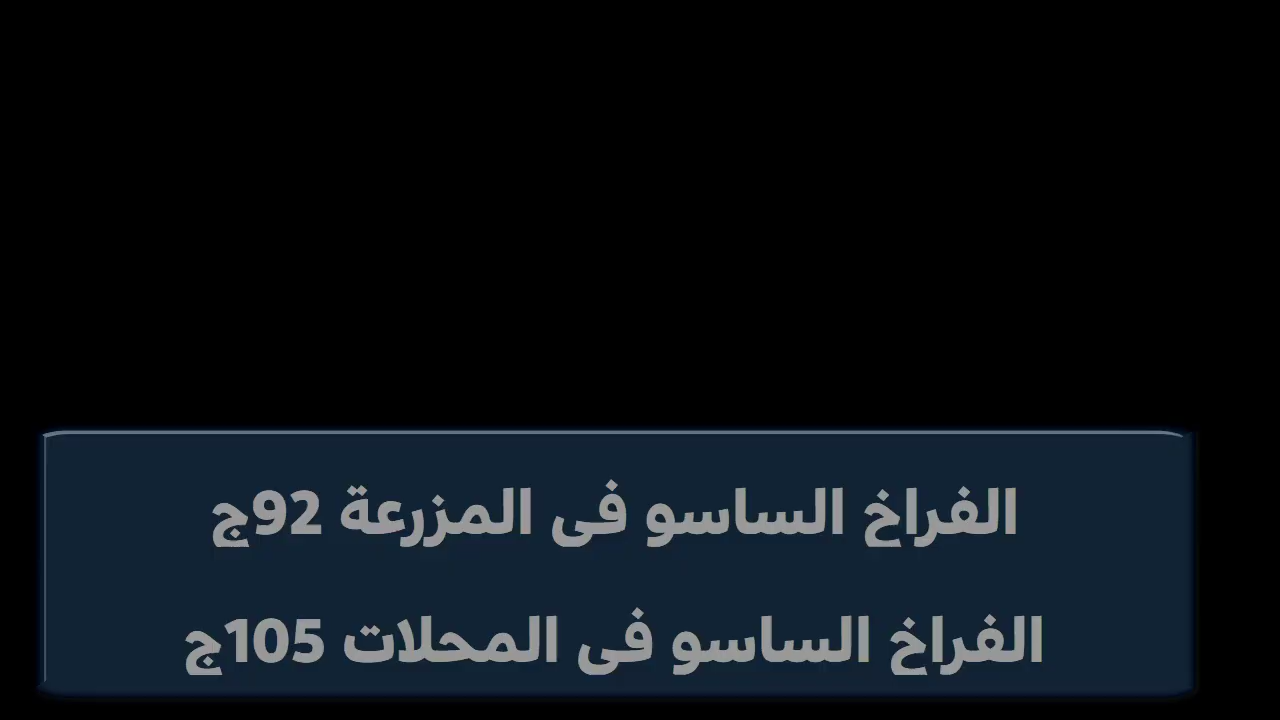 الفراخ الساسو فى المزرعة 92ج
الفراخ الساسو فى المحلات 105ج